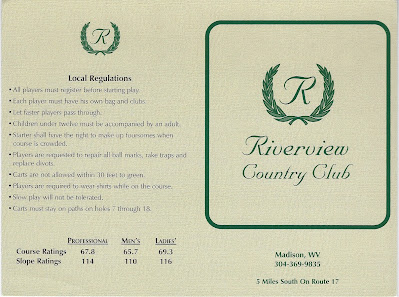 R
Local Regulations
• All players must register before starting play.
• Each player must have his own bag and clubs.
• Let faster players pass through.
• Children under twelve must be accompanied by an adult.
• Starter shall have the right to make up foursomes when
course is crowded.
• Players are requested to repair all ball marks, rake traps and
replace divots.
• Carts are not allowed within 30 feet to green.
• Players are required to wear shirts while on the course.
• Slow play will not be tolerated.
• Carts must stay on paths on holes 7 through 18.
PROFESSIONAL MEN'S LADIES'
Course Ratings 67.8 65.7 69.3
Slope Ratings 114 110 116
R
Riverview
Country Club
Madison, WV
304-369-9835
5 Miles South On Route 17